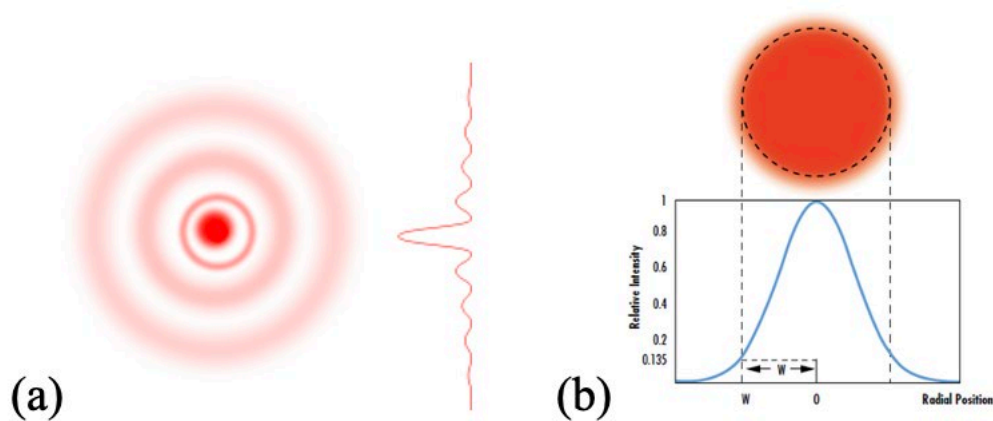 (a)
(b)
Relative Intensity
1
0.8
0.6
0.4
0.2
0.135
W
W
0
Radial Position